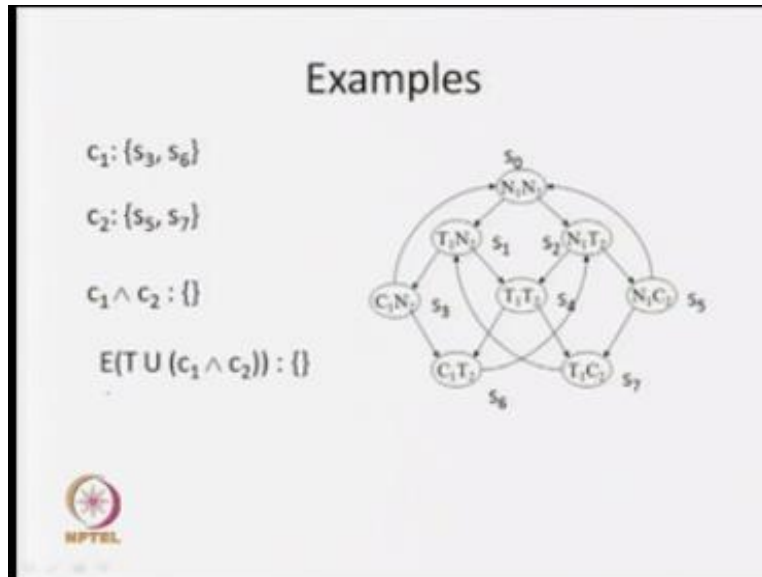 Examples
c₁: {s₃, s₆}
c₂: {s₅, s₇}
c₁ ∧ c₂ : {}
E(T U (c₁ ∧ c₂)) : {}
s₀
N₁N₂
T₁N₂ s₁ s₂ N₁T₂
C₁N₂ s₃ T₁T₂ s₄ N₁C₂ s₅
C₁T₂ T₁C₂ s₇
s₆
NPTEL